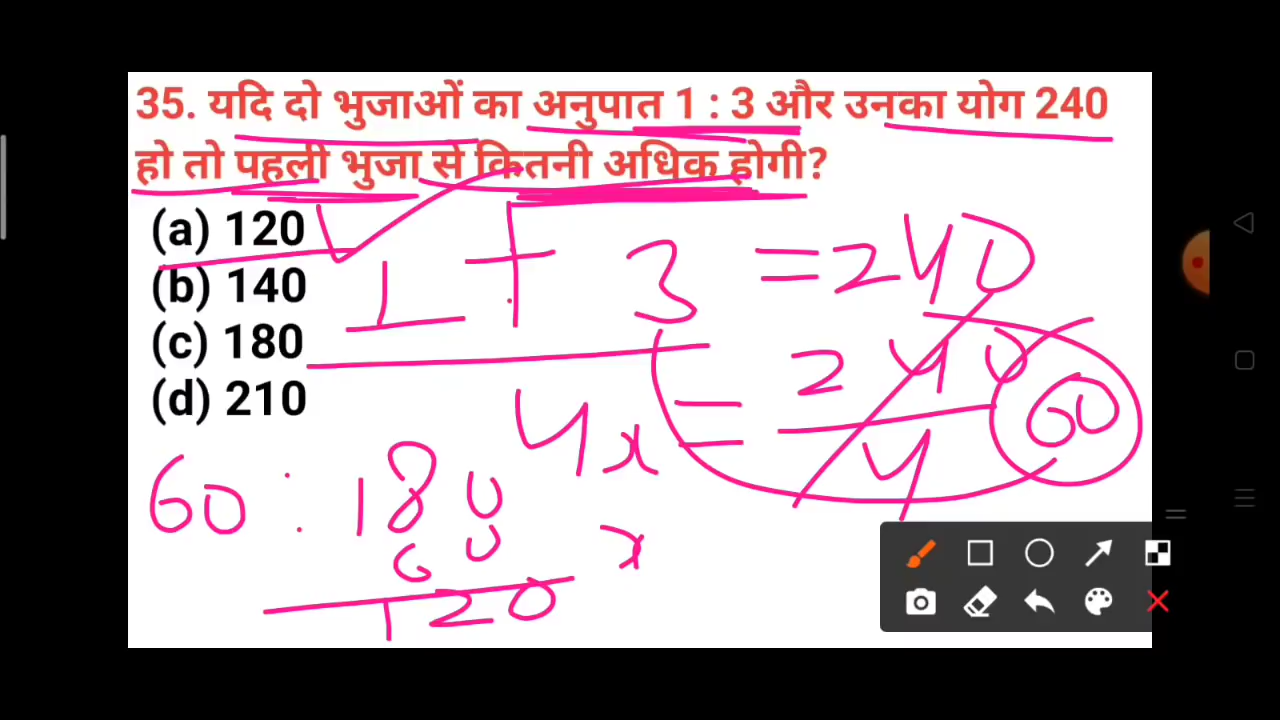 35. यदि दो भुजाओं का अनुपात 1 : 3 और उनका योग 240
हो तो पहली भुजा से कितनी अधिक होगी?
(a) 120
(b) 140
(c) 180
(d) 210
1 + 3 = 240
4x = 240
4
60
60 : 180
60
x
120